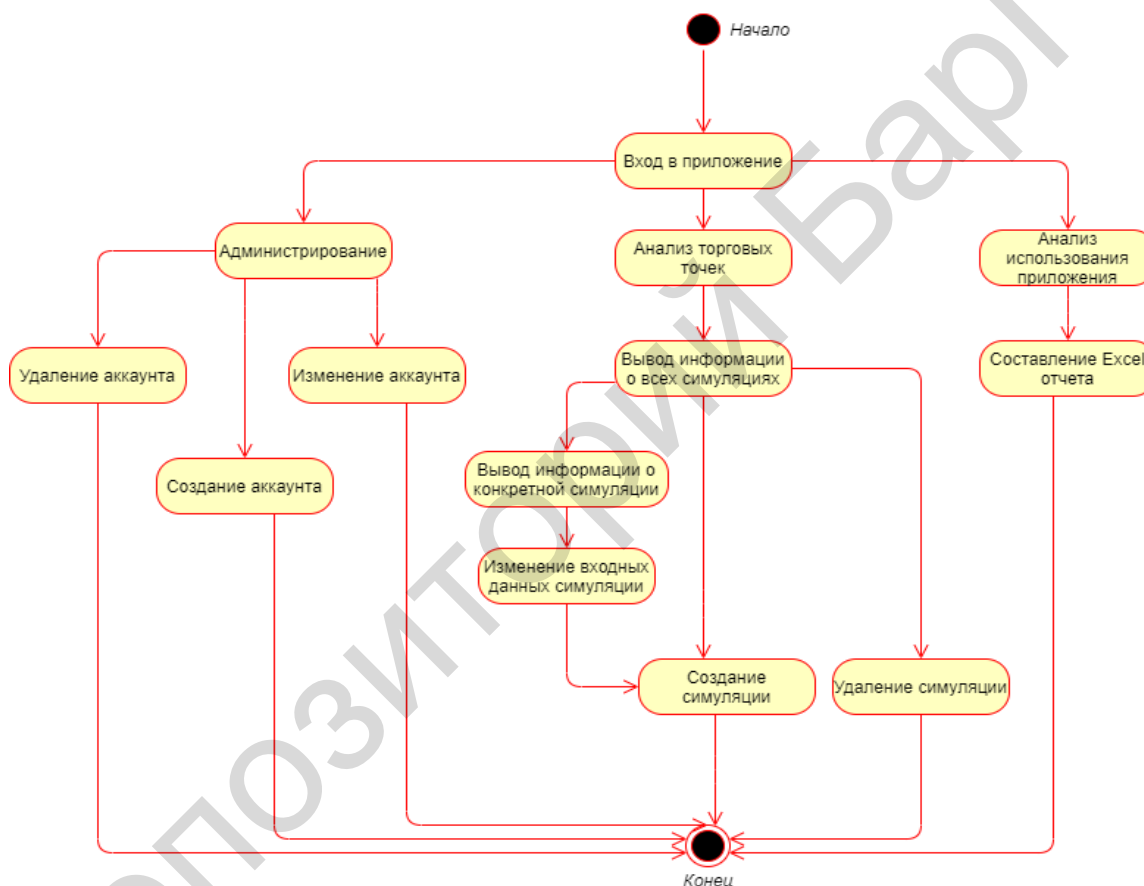 Начало
Вход в приложение
Администрирование
Анализ торговых
точек
Анализ
использования
приложения
Удаление аккаунта
Изменение аккаунта
Вывод информации
о всех симуляциях
Составление Excel
отчета
Создание аккаунта
Вывод информации о
конкретной симуляции
Изменение входных
данных симуляции
Создание
симуляции
Удаление симуляции
Конец
позиторий Бар